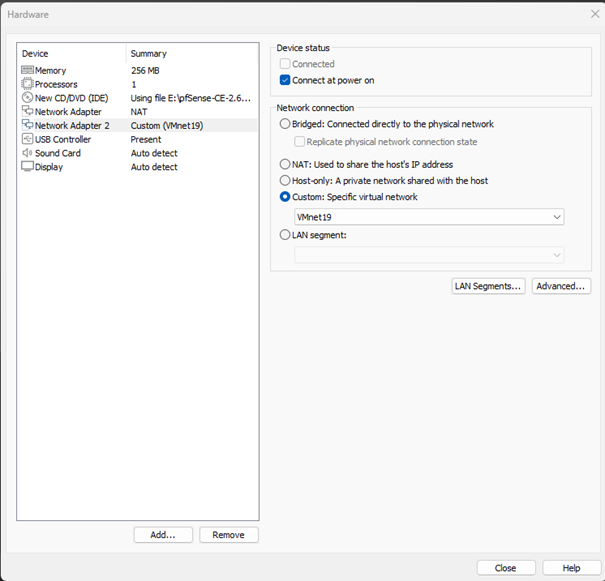 Hardware
Device Summary
Memory 256 MB
Processors 1
New CD/DVD (IDE) Using file E:\pfSense-CE-2.6...
Network Adapter NAT
Network Adapter 2 Custom (VMnet19)
USB Controller Present
Sound Card Auto detect
Display Auto detect
Add... Remove
Device status
Connected
Connect at power on
Network connection
Bridged: Connected directly to the physical network
Replicate physical network connection state
NAT: Used to share the host's IP address
Host-only: A private network shared with the host
Custom: Specific virtual network
VMnet19
LAN segment:
LAN Segments... Advanced...
Close Help